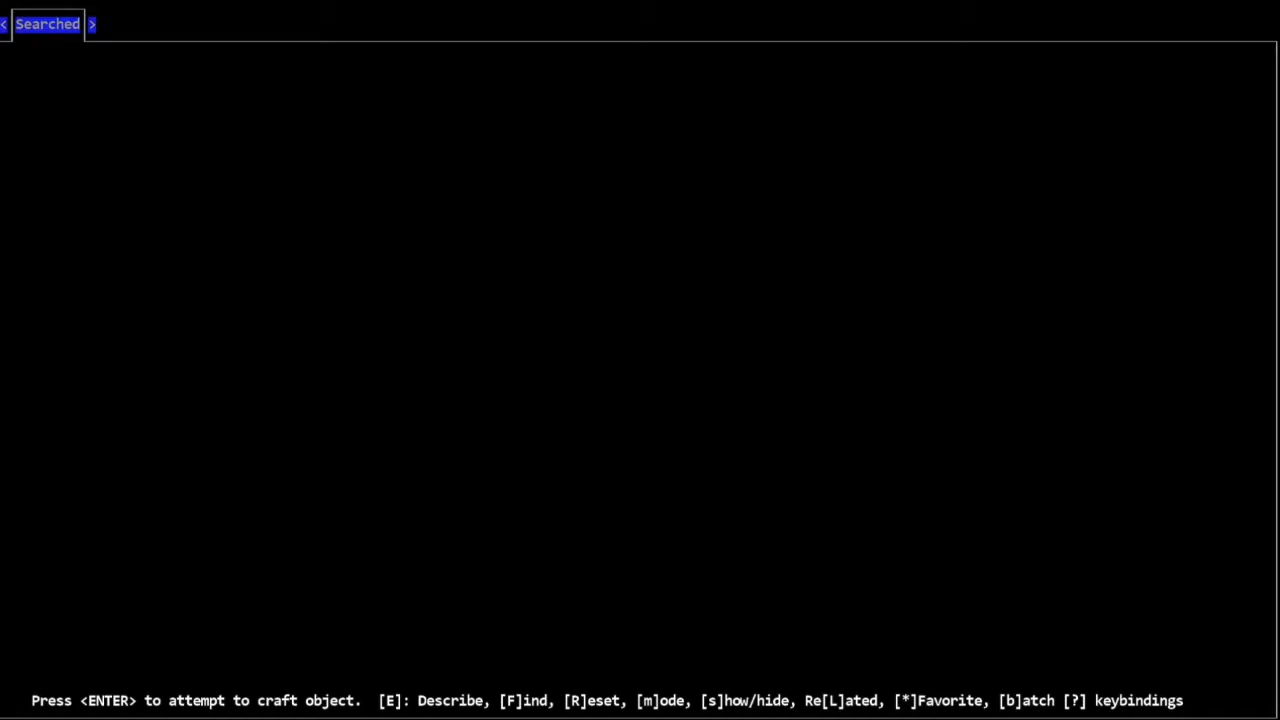 < Searched >
Press <ENTER> to attempt to craft object. [E]: Describe, [F]ind, [R]eset, [m]ode, [s]how/hide, Re[L]ated, [*]Favorite, [b]atch [?] keybindings